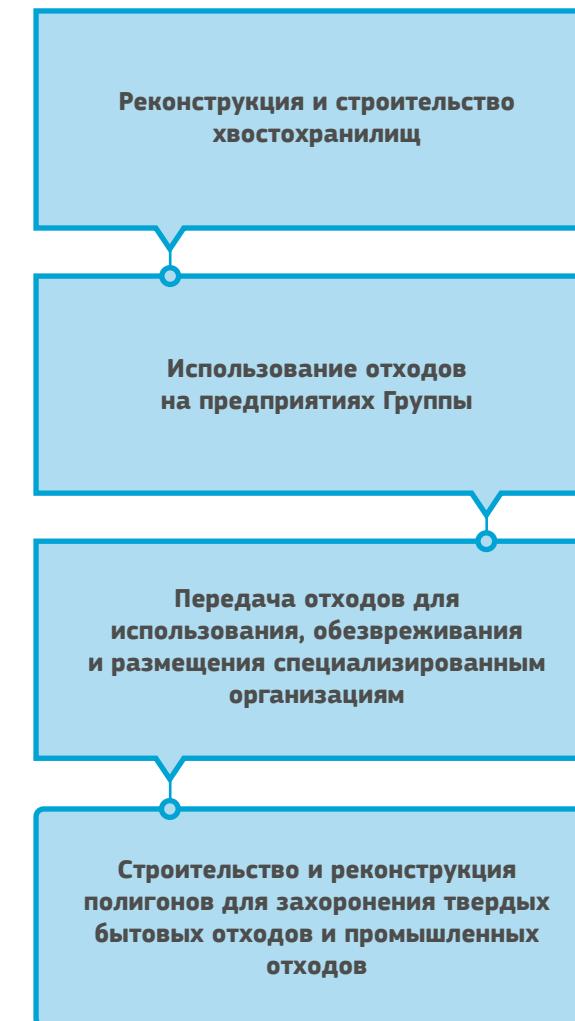 Реконструкция и строительство
хвостохранилищ
Использование отходов
на предприятиях Группы
Передача отходов для
использования, обезвреживания
и размещения специализированным
организациям
Строительство и реконструкция
полигонов для захоронения твердых
бытовых отходов и промышленных
отходов